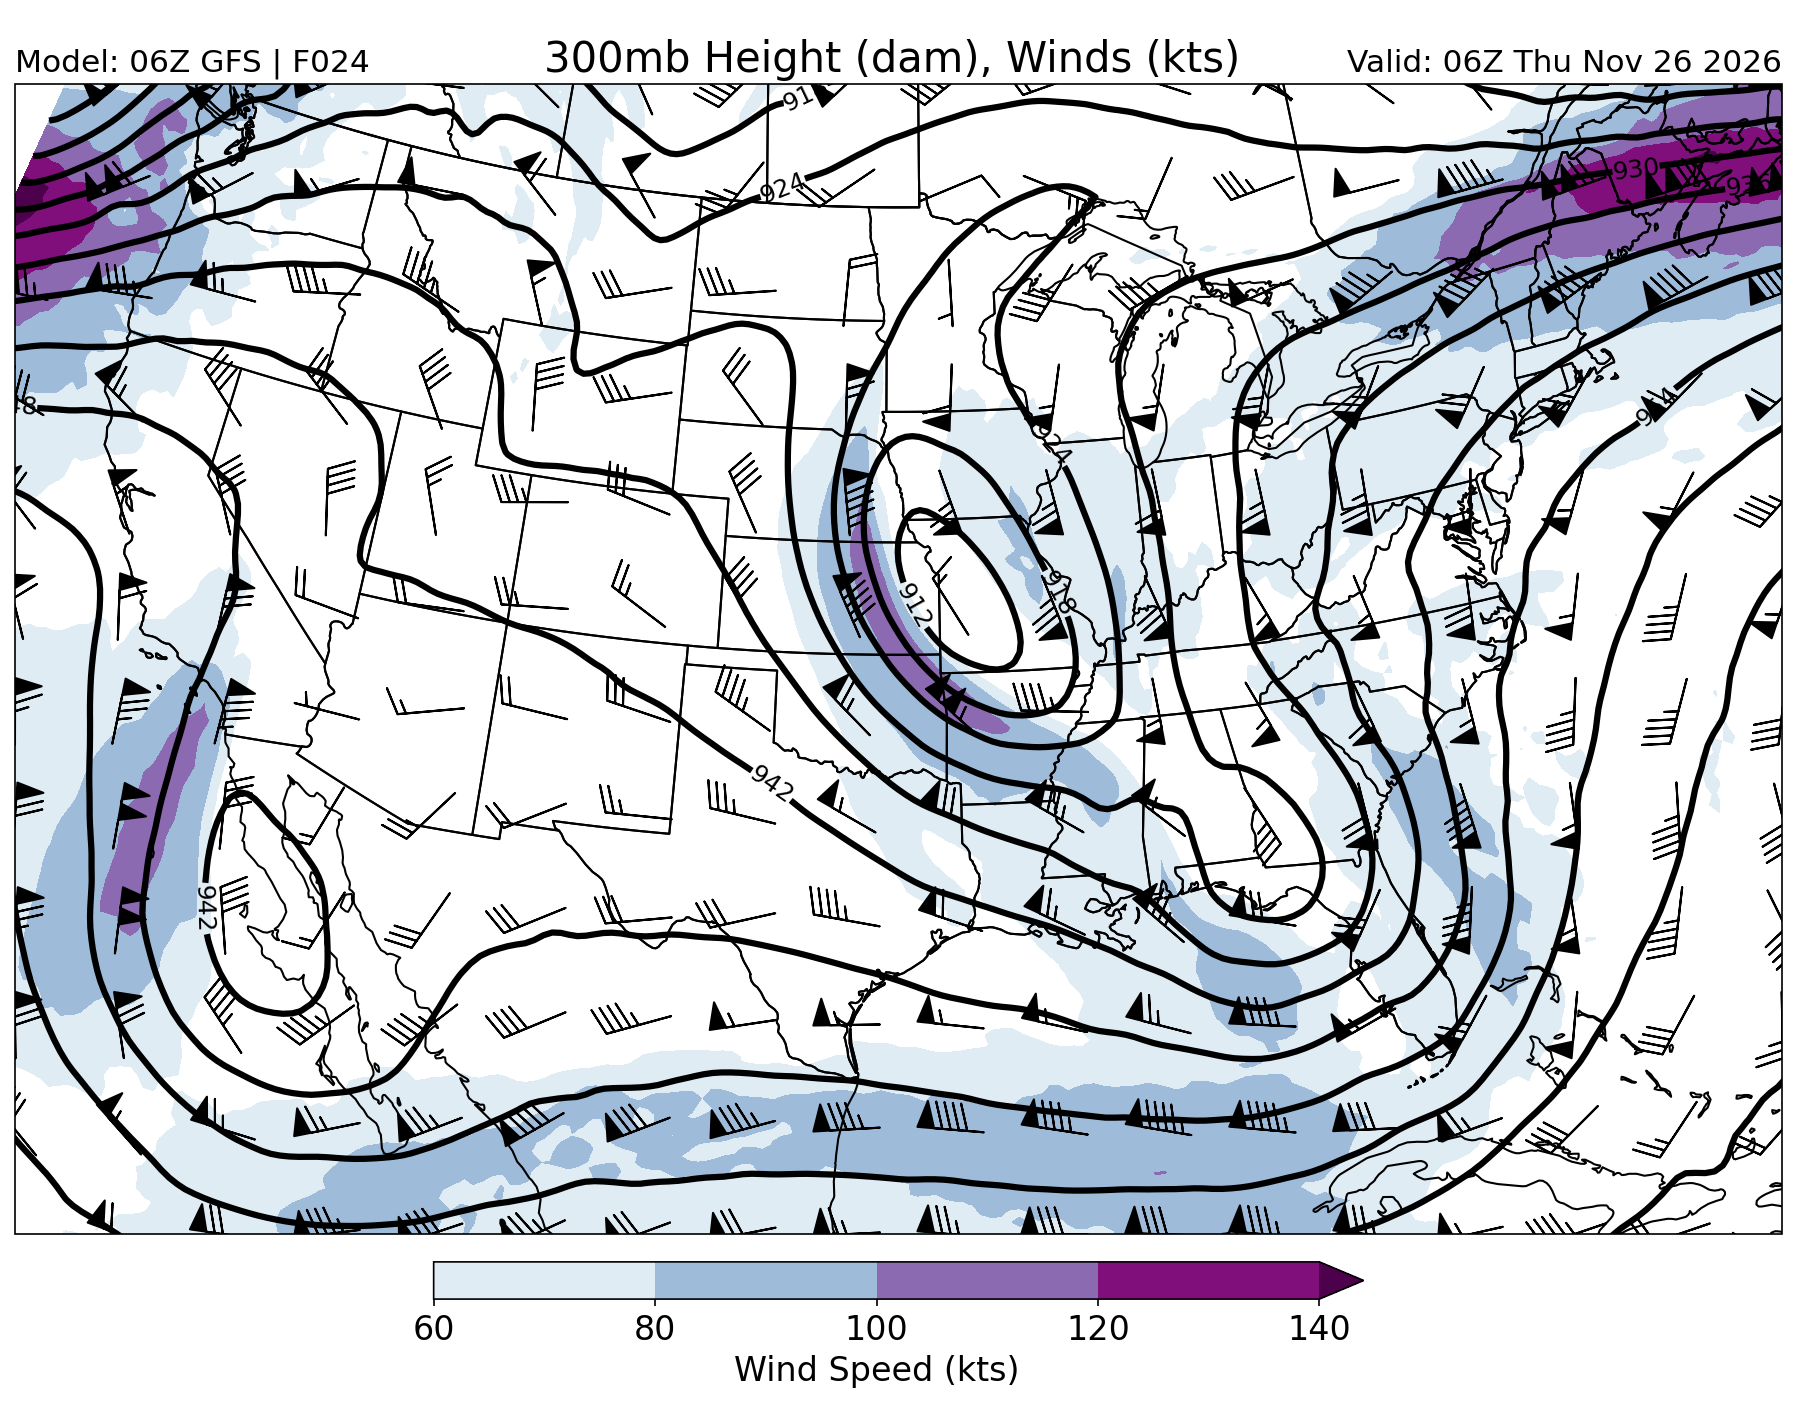 Model: 06Z GFS | F024
300mb Height (dam), Winds (kts)
Valid: 06Z Thu Nov 26 2026
924
930
912
918
942
942
60 80 100 120 140
Wind Speed (kts)